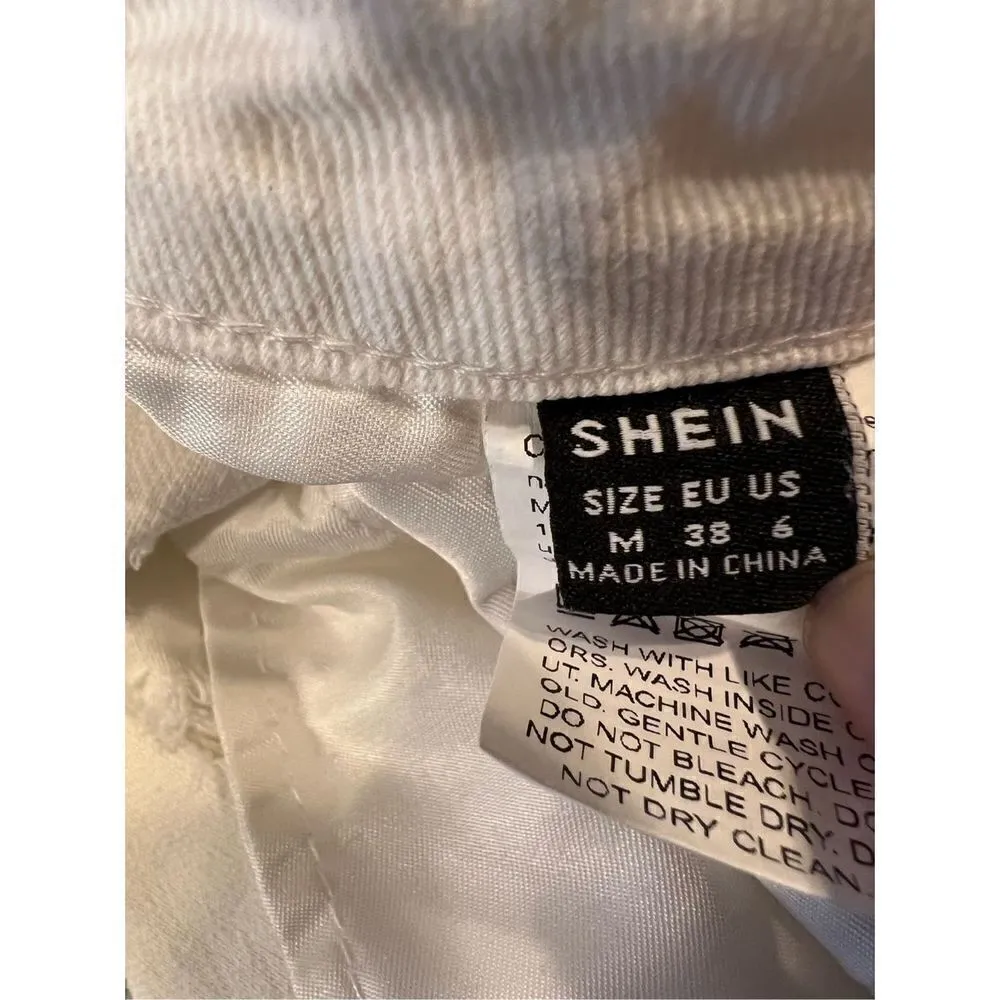 SHEIN
SIZE EU US
M 38 6
MADE IN CHINA
WASH WITH LIKE C
ORS. WASH INSIDE O
UT. MACHINE WASH C
OLD. GENTLE CYCLE
DO NOT BLEACH. DO
NOT TUMBLE DRY. D
NOT DRY CLEAN.